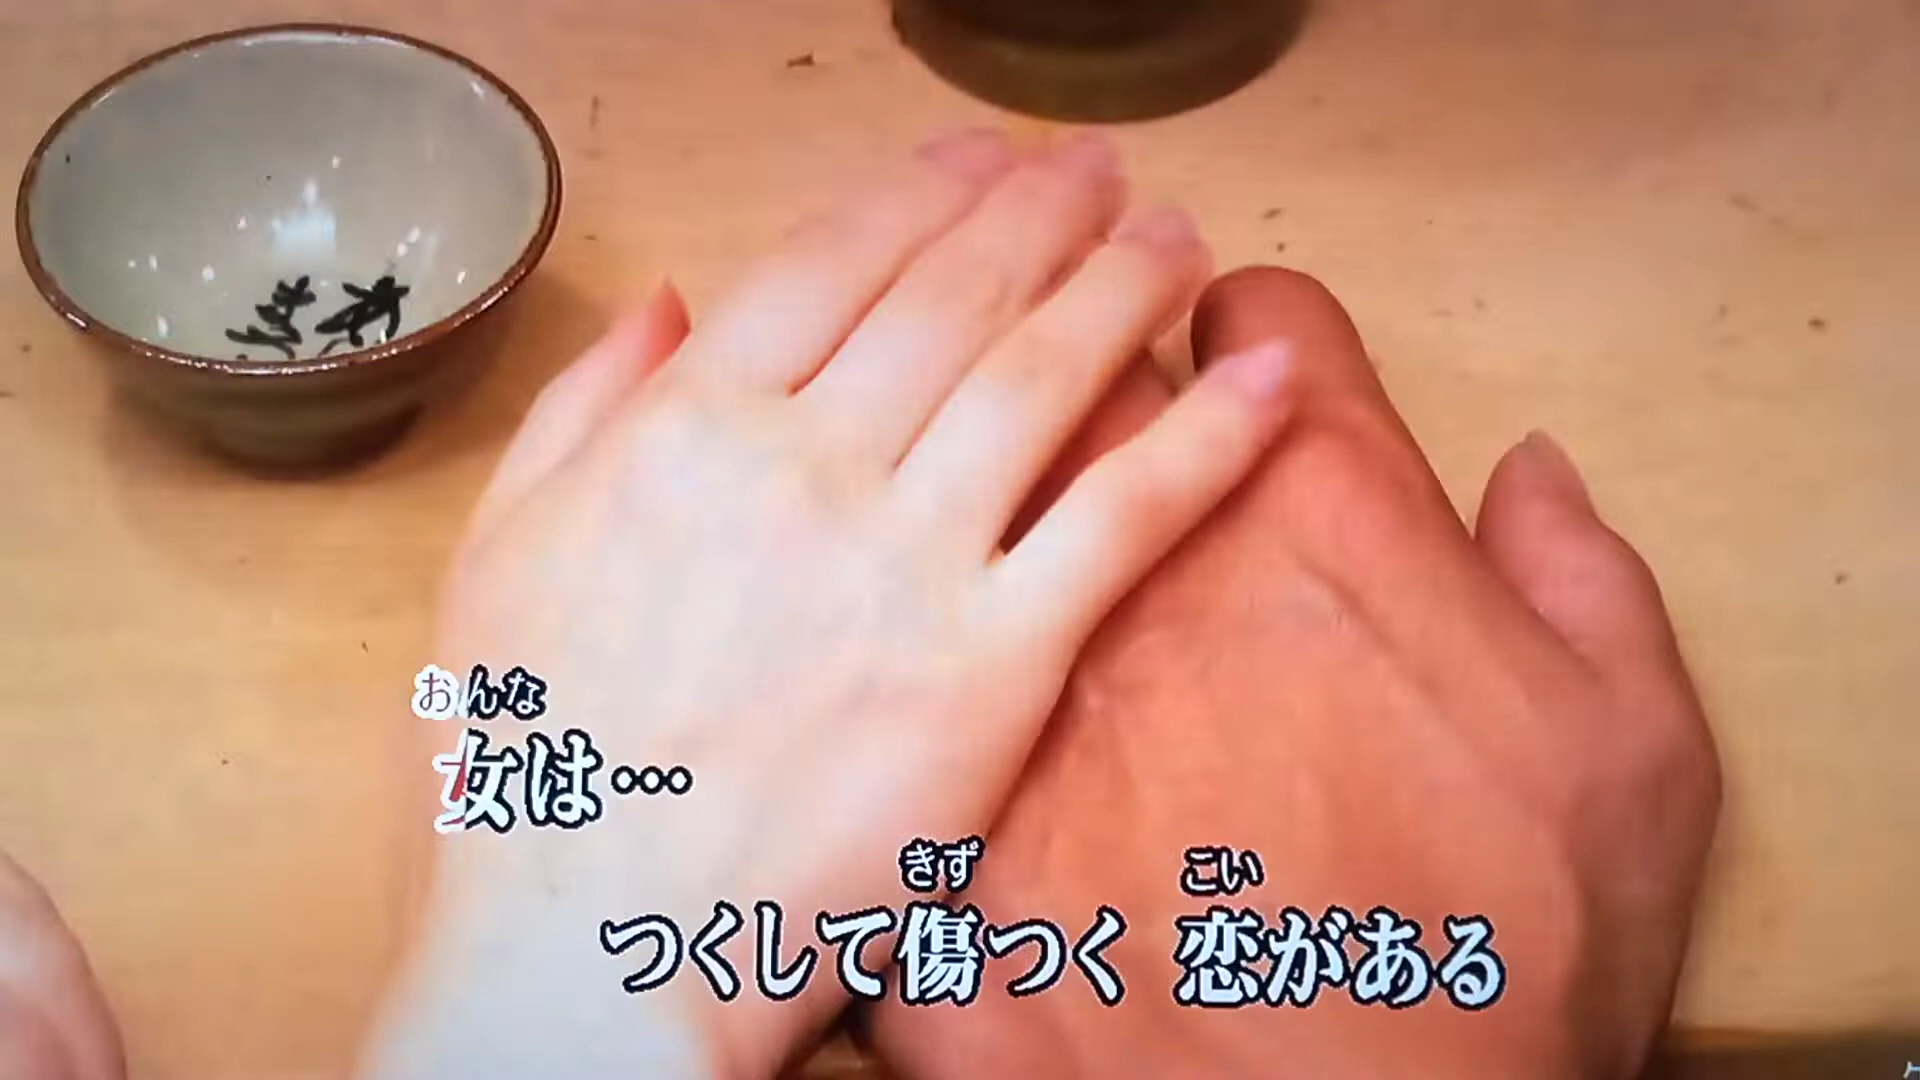 おんな
女は…
きず こい
つくして傷つく 恋がある